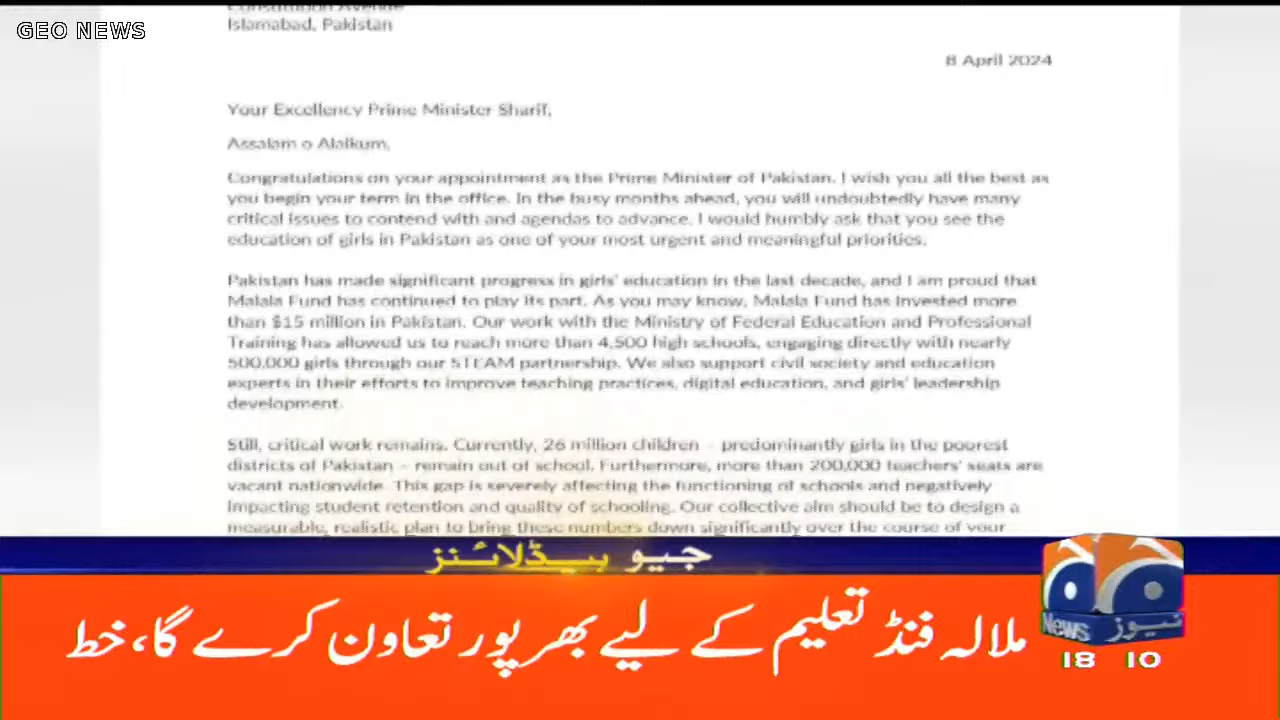 Constitution Avenue
GEO NEWS
Islamabad, Pakistan
8 April 2024
Your Excellency Prime Minister Sharif,
Assalam o Alaikum,
Congratulations on your appointment as the Prime Minister of Pakistan. I wish you all the best as
you begin your term in the office. In the busy months ahead, you will undoubtedly have many
critical issues to contend with and agendas to advance. I would humbly ask that you see the
education of girls in Pakistan as one of your most urgent and meaningful priorities.
Pakistan has made significant progress in girls' education in the last decade, and I am proud that
Malala Fund has continued to play its part. As you may know, Malala Fund has invested more
than $15 million in Pakistan. Our work with the Ministry of Federal Education and Professional
Training has allowed us to reach more than 4,500 high schools, engaging directly with nearly
500,000 girls through our STEAM partnership. We also support civil society and education
experts in their efforts to improve teaching practices, digital education, and girls' leadership
development.
Still, critical work remains. Currently, 26 million children – predominantly girls in the poorest
districts of Pakistan – remain out of school. Furthermore, more than 200,000 teachers' seats are
vacant nationwide. This gap is severely affecting the functioning of schools and negatively
impacting student retention and quality of schooling. Our collective aim should be to design a
measurable, realistic plan to bring these numbers down significantly over the course of your
جیو ہیڈلائنز
ملالہ فنڈ تعلیم کے لیے بھرپور تعاون کرے گا، خط
News نیوز
18 10